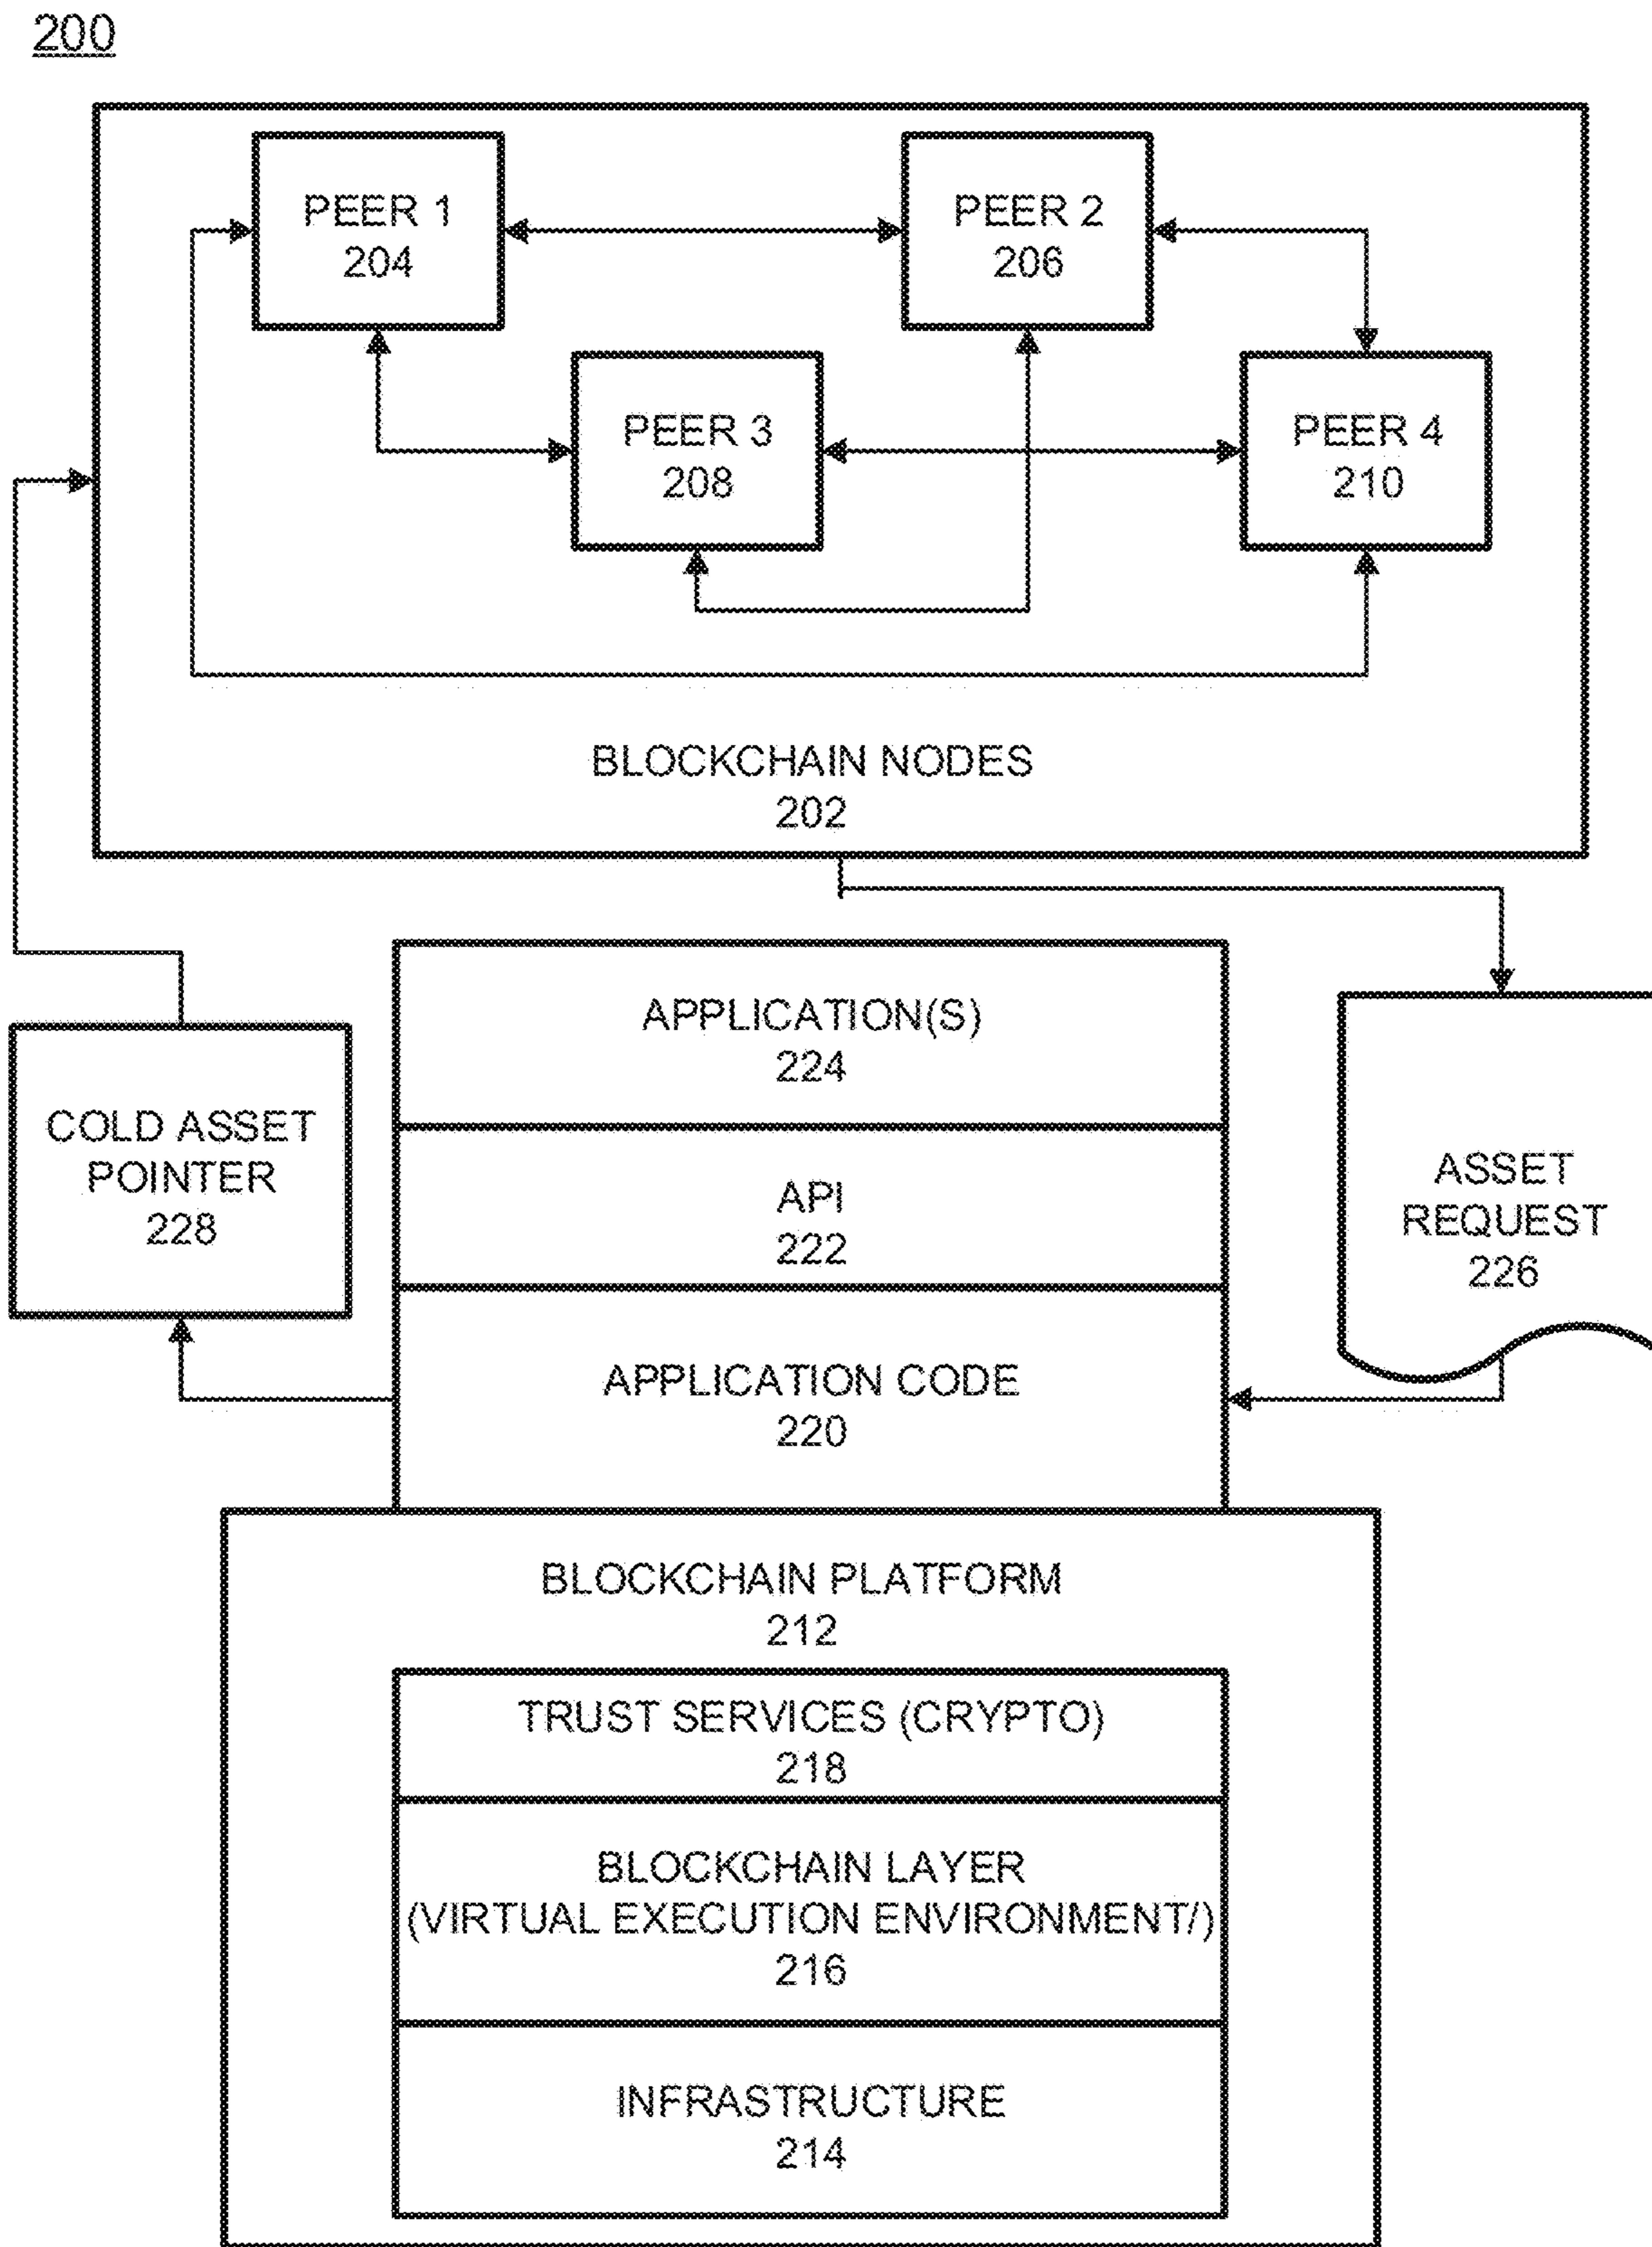 200
PEER 1
204
PEER 2
206
PEER 3
208
PEER 4
210
BLOCKCHAIN NODES
202
APPLICATION(S)
224
API
222
APPLICATION CODE
220
COLD ASSET
POINTER
228
ASSET
REQUEST
226
BLOCKCHAIN PLATFORM
212
TRUST SERVICES (CRYPTO)
218
BLOCKCHAIN LAYER
(VIRTUAL EXECUTION ENVIRONMENT/)
216
INFRASTRUCTURE
214